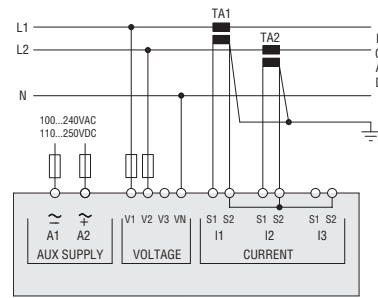 TA1
L1
TA2
L2
N
100...240VAC
110...250VDC
V1 V2 V3 VN S1 S2 S1 S2 S1 S2
A1 A2 I1 I2 I3
AUX SUPPLY VOLTAGE CURRENT